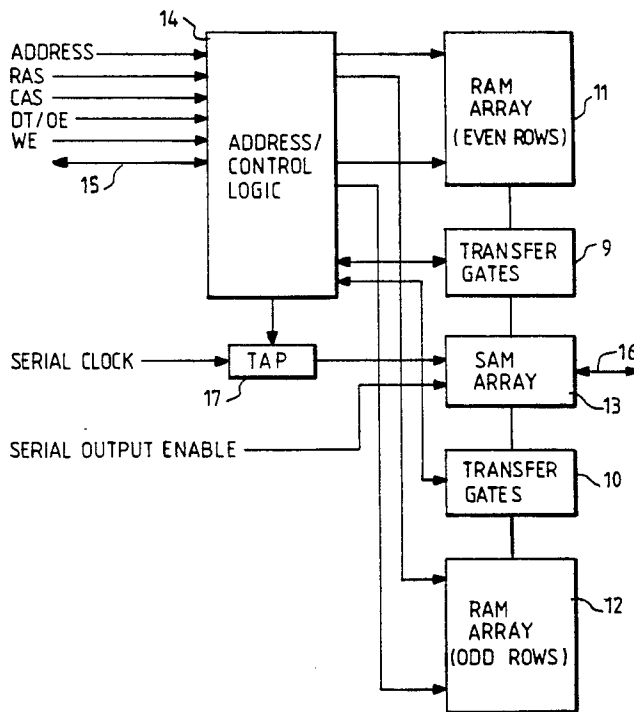 14
ADDRESS
RAS
CAS
DT/OE
WE
15
ADDRESS/
CONTROL
LOGIC
RAM
ARRAY
(EVEN ROWS)
11
TRANSFER
GATES
9
SERIAL CLOCK
TAP
17
SAM
ARRAY
16
13
SERIAL OUTPUT ENABLE
TRANSFER
GATES
10
RAM
ARRAY
(ODD ROWS)
12